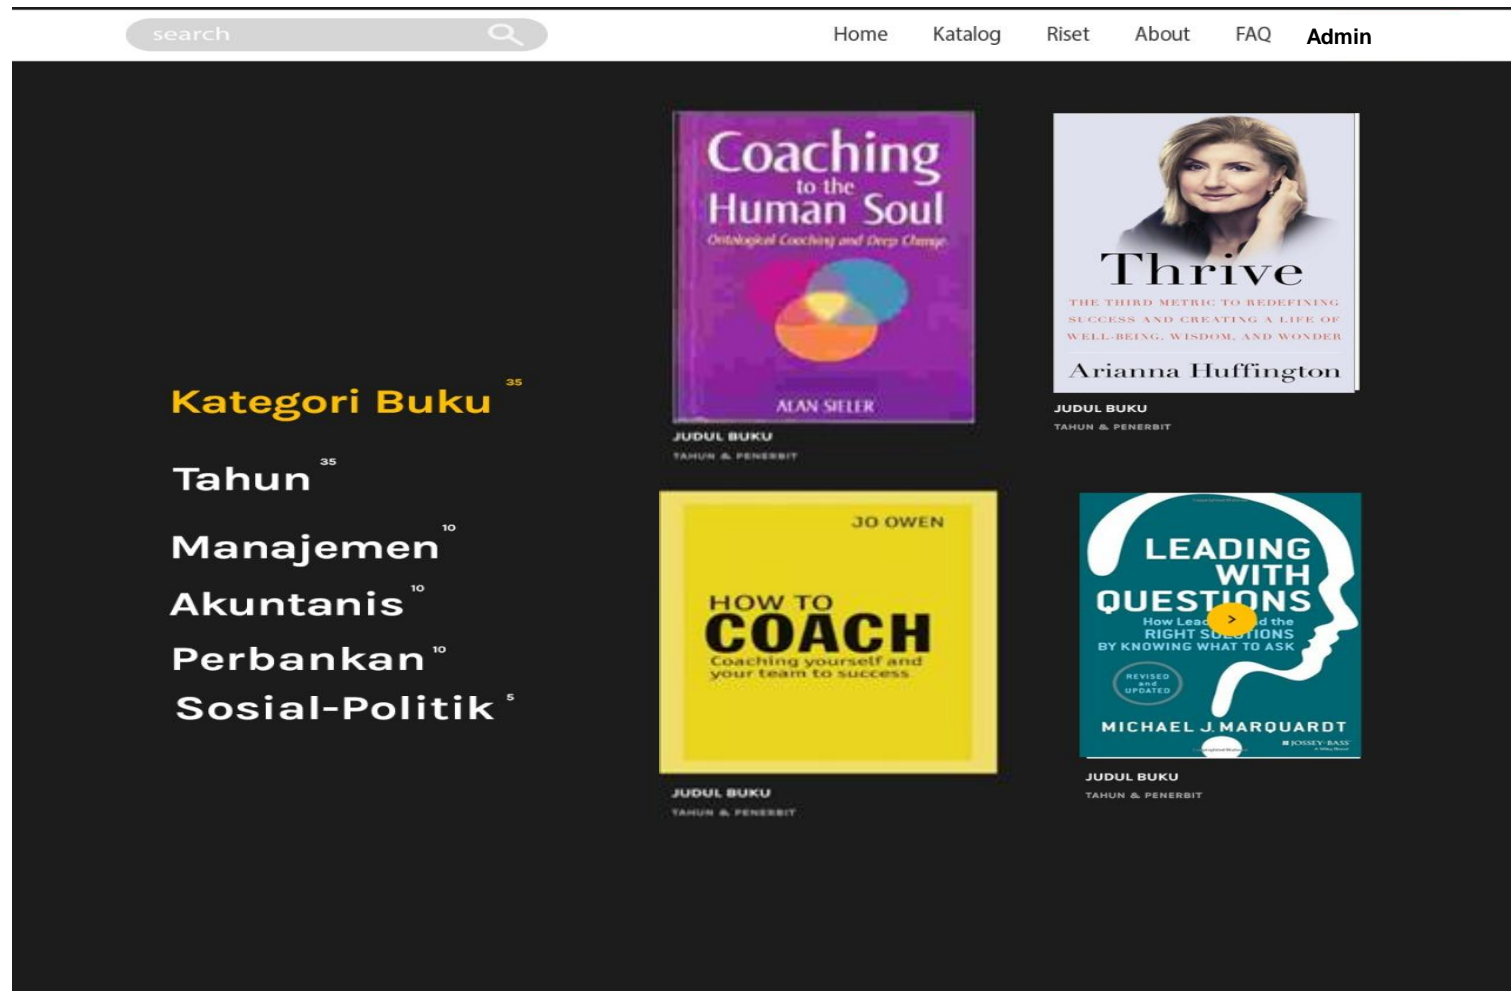 search
Home Katalog Riset About FAQ Admin
Kategori Buku 35
Tahun 35
Manajemen 10
Akuntanis 10
Perbankan 10
Sosial-Politik 5
Coaching
to the
Human Soul
Ontological Coaching and Deep Change
ALAN SIELER
JUDUL BUKU
TAHUN & PENERBIT
Thrive
THE THIRD METRIC TO REDEFINING
SUCCESS AND CREATING A LIFE OF
WELL-BEING, WISDOM, AND WONDER
Arianna Huffington
JUDUL BUKU
TAHUN & PENERBIT
JO OWEN
HOW TO
COACH
Coaching yourself and
your team to success
JUDUL BUKU
TAHUN & PENERBIT
LEADING
WITH
QUESTIONS
How the
RIGHT
BY KNOWING WHAT TO ASK
REVISED
and
UPDATED
MICHAEL J. MARQUARDT
JOSSEY-BASS
JUDUL BUKU
TAHUN & PENERBIT